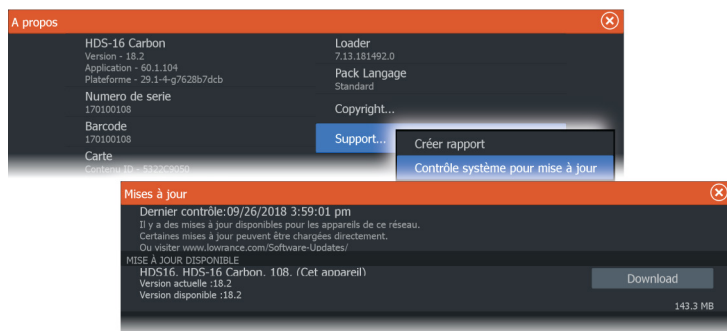 A propos
HDS-16 Carbon
Version - 18.2
Application - 60.1.104
Plateforme - 29.1-4-g7628b7dcb
Numero de serie
170100108
Barcode
170100108
Carte
Contenu ID - 5322C9050
Loader
7.13.181492.0
Pack Langage
Standard
Copyright...
Support...
Créer rapport
Contrôle système pour mise à jour
Mises à jour
Dernier contrôle:09/26/2018 3:59:01 pm
Il y a des mises à jour disponibles pour les appareils de ce réseau.
Certaines mises à jour peuvent être chargées directement.
Ou visiter www.lowrance.com/Software-Updates/
MISE À JOUR DISPONIBLE
HDS16, HDS-16 Carbon, 108, (Cet appareil)
Version actuelle :18.2
Version disponible :18.2
Download
143.3 MB